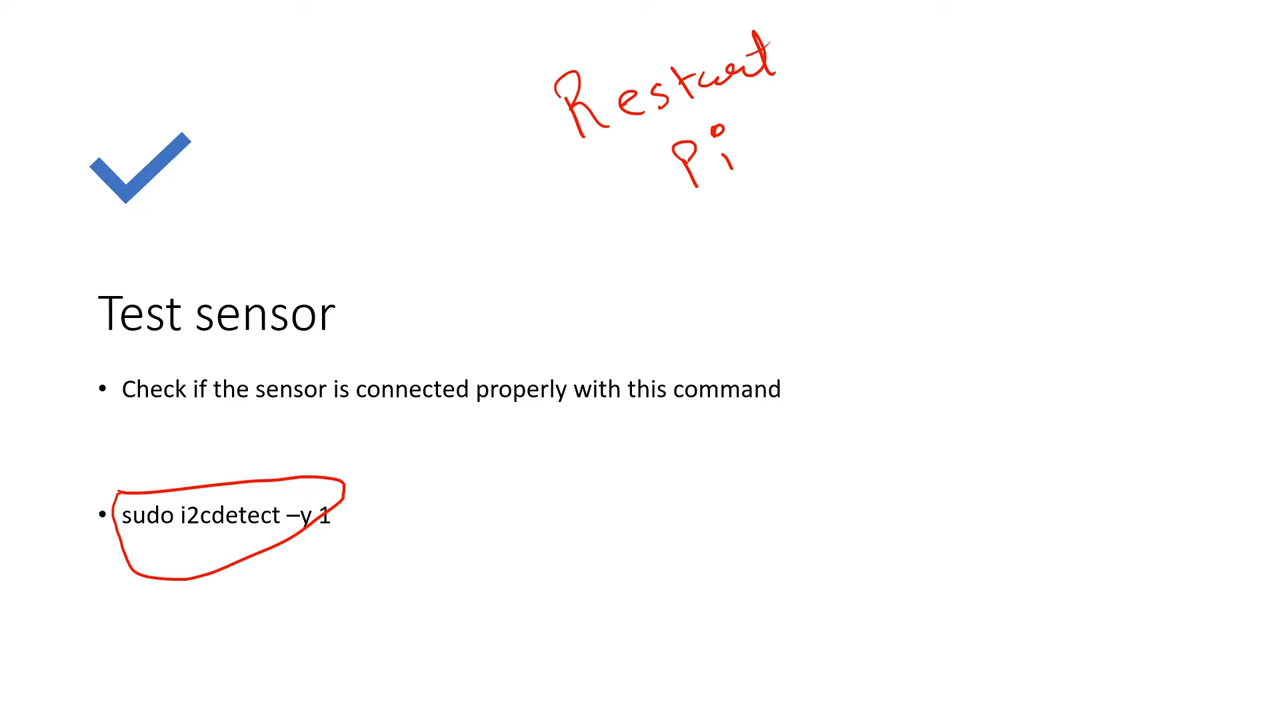 Restart
Pi
Test sensor
• Check if the sensor is connected properly with this command
• sudo i2cdetect –y 1